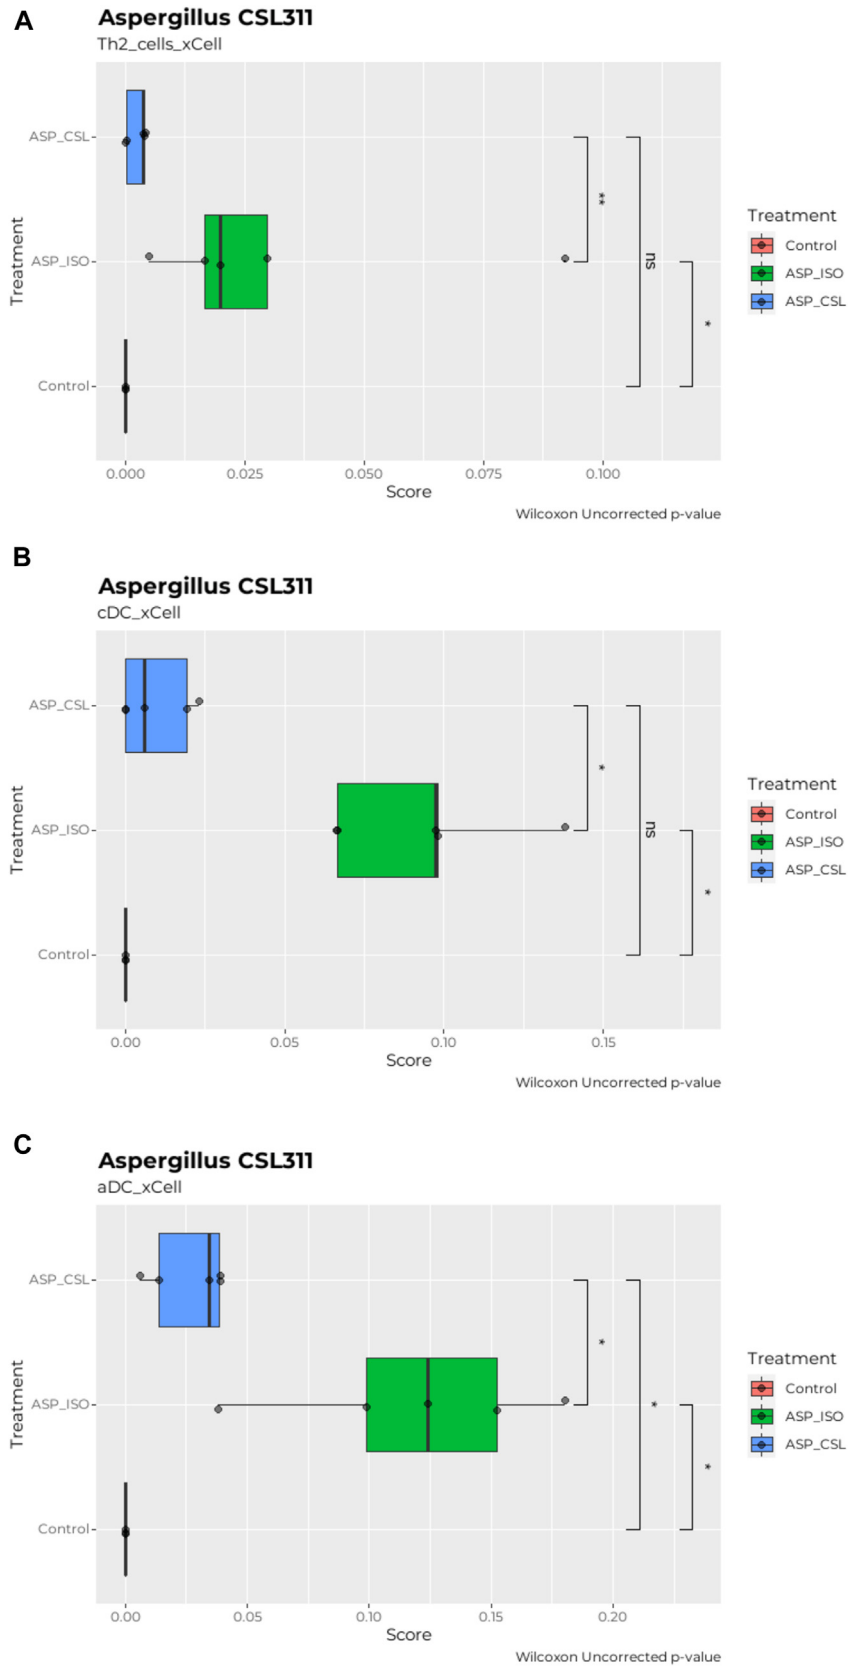 A
Aspergillus CSL311
Th2_cells_xCell
Treatment
ASP_CSL
ASP_ISO
Control
**
ns
*
0.000 0.025 0.050 0.075 0.100
Score
Wilcoxon Uncorrected p-value
Treatment
Control
ASP_ISO
ASP_CSL
B
Aspergillus CSL311
cDC_xCell
Treatment
ASP_CSL
ASP_ISO
Control
*
ns
*
0.00 0.05 0.10 0.15
Score
Wilcoxon Uncorrected p-value
Treatment
Control
ASP_ISO
ASP_CSL
C
Aspergillus CSL311
aDC_xCell
Treatment
ASP_CSL
ASP_ISO
Control
*
*
*
0.00 0.05 0.10 0.15 0.20
Score
Wilcoxon Uncorrected p-value
Treatment
Control
ASP_ISO
ASP_CSL